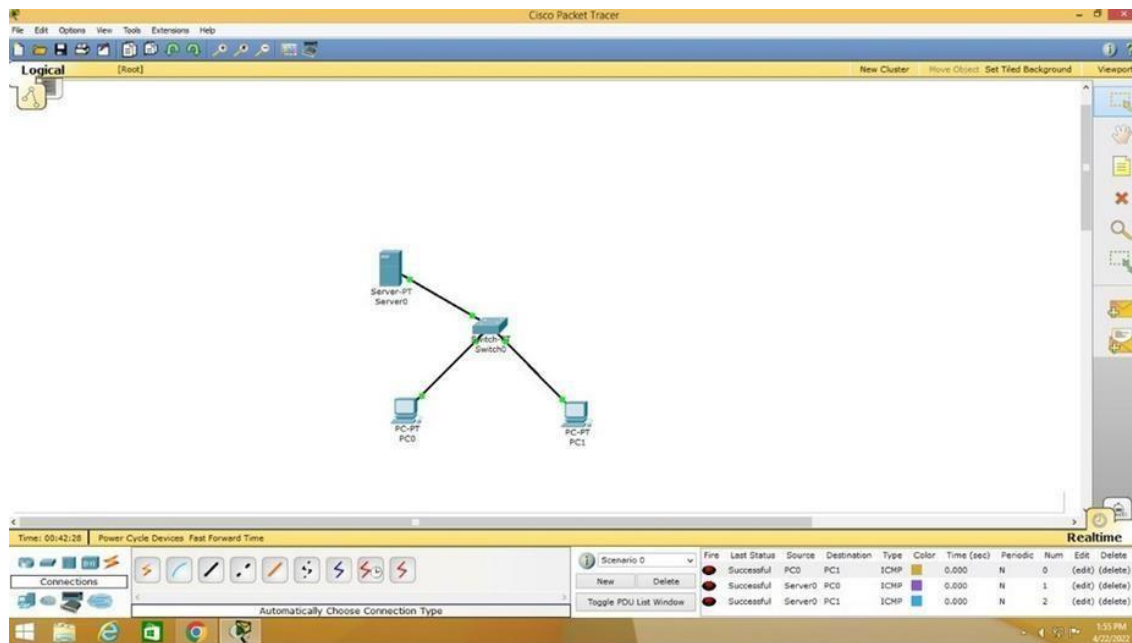 Cisco Packet Tracer
File Edit Options View Tools Extensions Help
Logical [Root] New Cluster Move Object Set Tiled Background Viewport
Server-PT
Server0
Switch-PT
Switch0
PC-PT
PC0
PC-PT
PC1
Time: 00:42:28 Power Cycle Devices Fast Forward Time Realtime
Connections
Automatically Choose Connection Type
Scenario 0
New Delete
Toggle PDU List Window
Fire Last Status Source Destination Type Color Time (sec) Periodic Num Edit Delete
Successful PC0 PC1 ICMP 0.000 N 0 (edit) (delete)
Successful Server0 PC0 ICMP 0.000 N 1 (edit) (delete)
Successful Server0 PC1 ICMP 0.000 N 2 (edit) (delete)
1:55 PM
4/22/2022